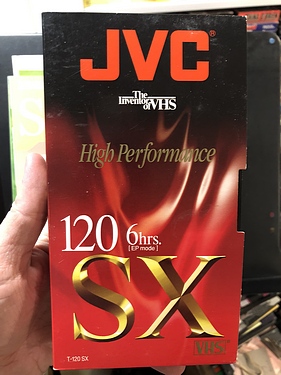 JVC®
The
Inventor
of VHS
High Performance
120 6hrs.
[EP mode]
SX
VHS
T-120 SX